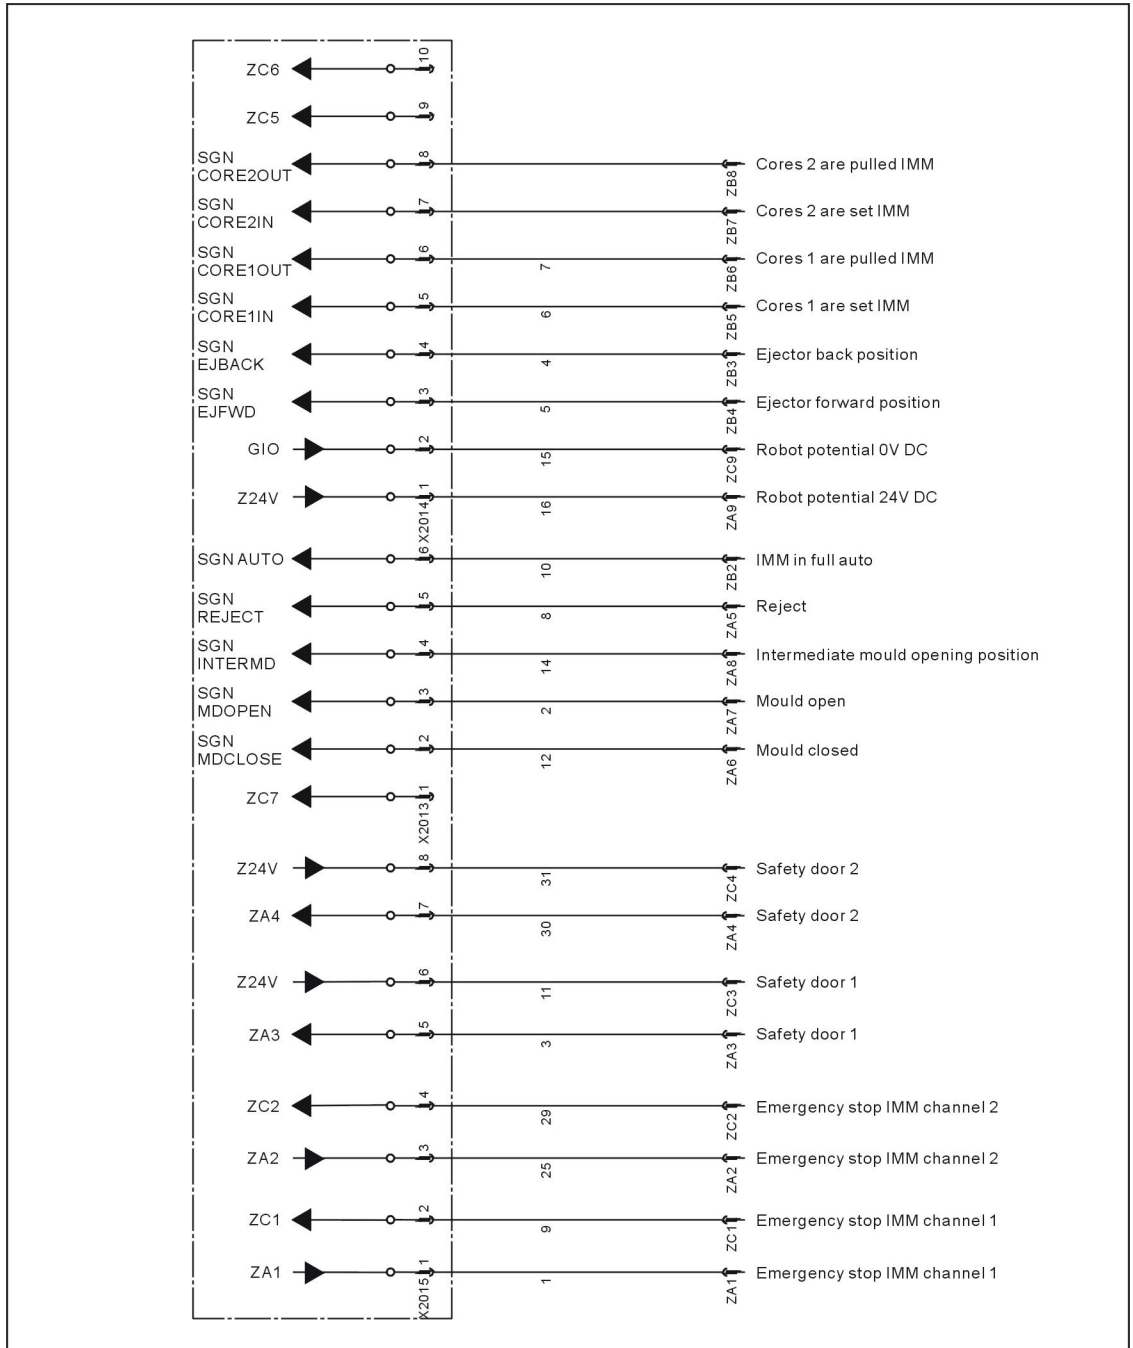 ZC6 10
ZC5 9
SGN
CORE2OUT 8 ZB8 Cores 2 are pulled IMM
SGN
CORE2IN 7 ZB7 Cores 2 are set IMM
SGN
CORE1OUT 6 7 ZB6 Cores 1 are pulled IMM
SGN
CORE1IN 5 6 ZB5 Cores 1 are set IMM
SGN
EJBACK 4 4 ZB3 Ejector back position
SGN
EJFWD 3 5 ZB4 Ejector forward position
GIO 2 15 ZC9 Robot potential 0V DC
Z24V 1 16 ZA9 Robot potential 24V DC
X2014
SGN AUTO 6 10 ZB2 IMM in full auto
SGN
REJECT 5 8 ZA5 Reject
SGN
INTERMD 4 14 ZA8 Intermediate mould opening position
SGN
MDOPEN 3 2 ZA7 Mould open
SGN
MDCLOSE 2 12 ZA6 Mould closed
ZC7 1
X2013
Z24V 8 31 ZC4 Safety door 2
ZA4 7 30 ZA4 Safety door 2
Z24V 6 11 ZC3 Safety door 1
ZA3 5 3 ZA3 Safety door 1
ZC2 4 29 ZC2 Emergency stop IMM channel 2
ZA2 3 25 ZA2 Emergency stop IMM channel 2
ZC1 2 9 ZC1 Emergency stop IMM channel 1
ZA1 1 1 ZA1 Emergency stop IMM channel 1
X2015